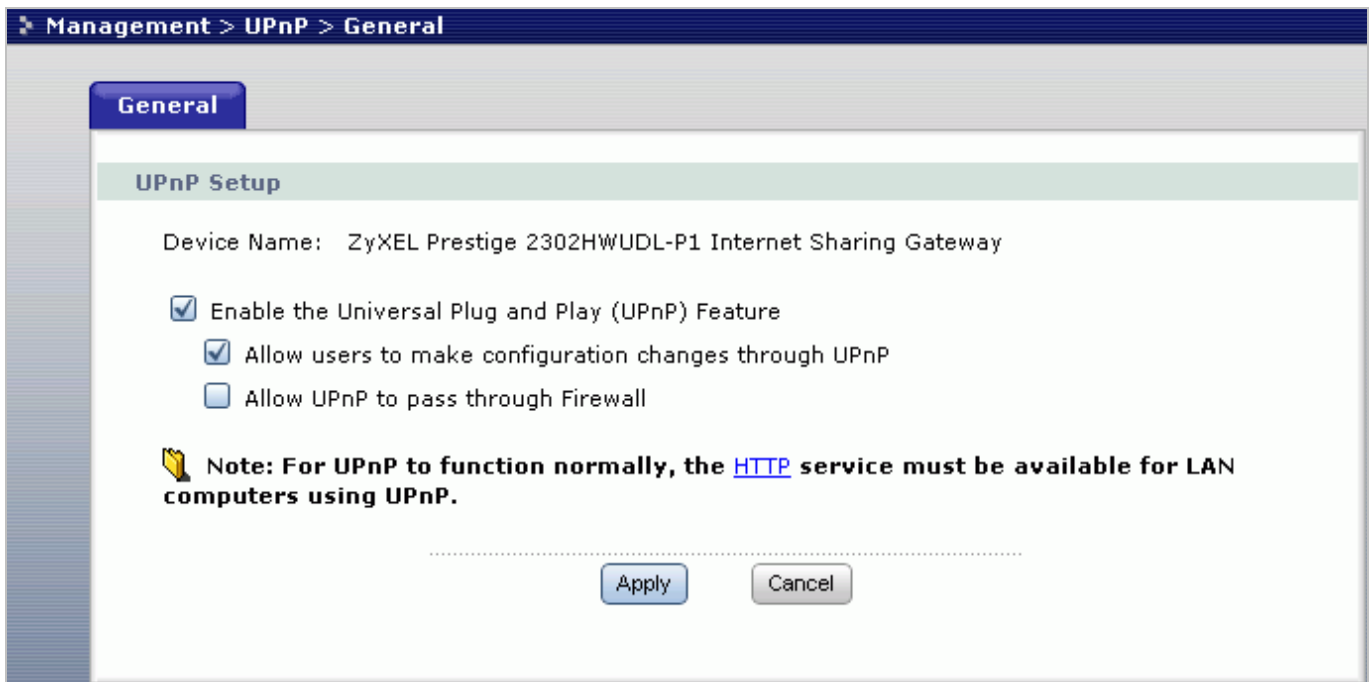 Management > UPnP > General
General
UPnP Setup
Device Name: ZyXEL Prestige 2302HWUDL-P1 Internet Sharing Gateway
Enable the Universal Plug and Play (UPnP) Feature
Allow users to make configuration changes through UPnP
Allow UPnP to pass through Firewall
Note: For UPnP to function normally, the HTTP service must be available for LAN
computers using UPnP.
Apply Cancel